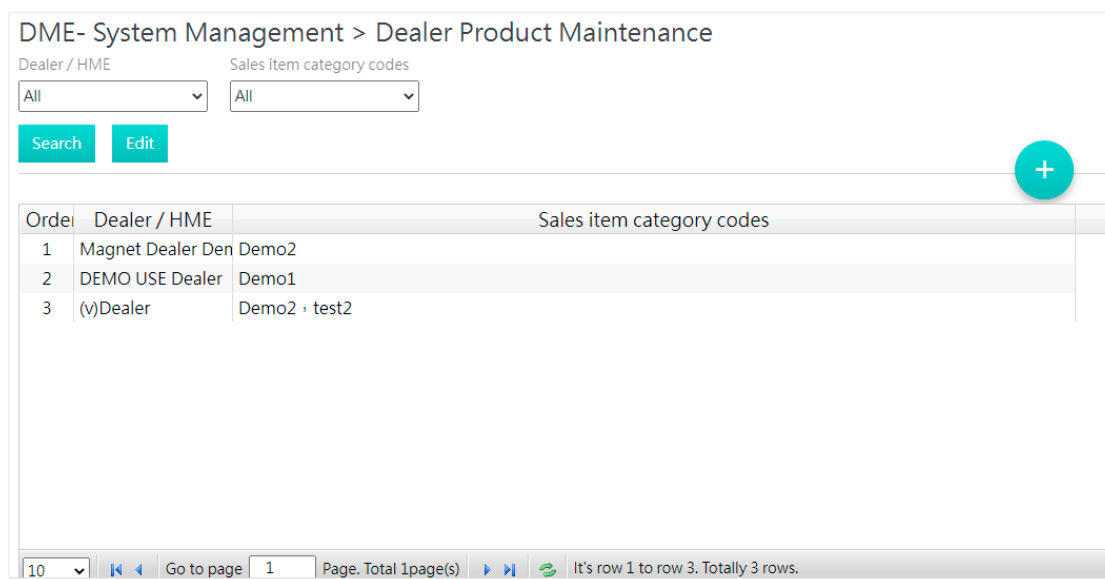 DME- System Management > Dealer Product Maintenance
Dealer / HME Sales item category codes
All All
Search Edit
+
Order Dealer / HME Sales item category codes
1 Magnet Dealer Den Demo2
2 DEMO USE Dealer Demo1
3 (v)Dealer Demo2，test2
10 Go to page 1 Page. Total 1page(s) It's row 1 to row 3. Totally 3 rows.